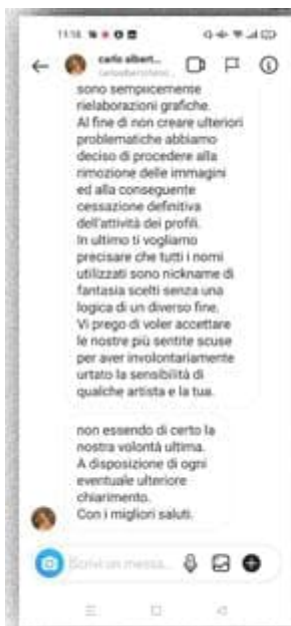 11:14
carlo albert...
sono semplicemente
rielaborazioni grafiche.
Al fine di non creare ulteriori
problematiche abbiamo
deciso di procedere alla
rimozione delle immagini
ed alla conseguente
cessazione definitiva
dell'attività dei profili.
In ultimo ti vogliamo
precisare che tutti i nomi
utilizzati sono nickname di
fantasia scelti senza una
logica di un diverso fine.
Vi prego di voler accettare
le nostre più sentite scuse
per aver involontariamente
urtato la sensibilità di
qualche artista e la tua.
non essendo di certo la
nostra volontà ultima.
A disposizione di ogni
eventuale ulteriore
chiarimento.
Con i migliori saluti.
Scrivi un messa...